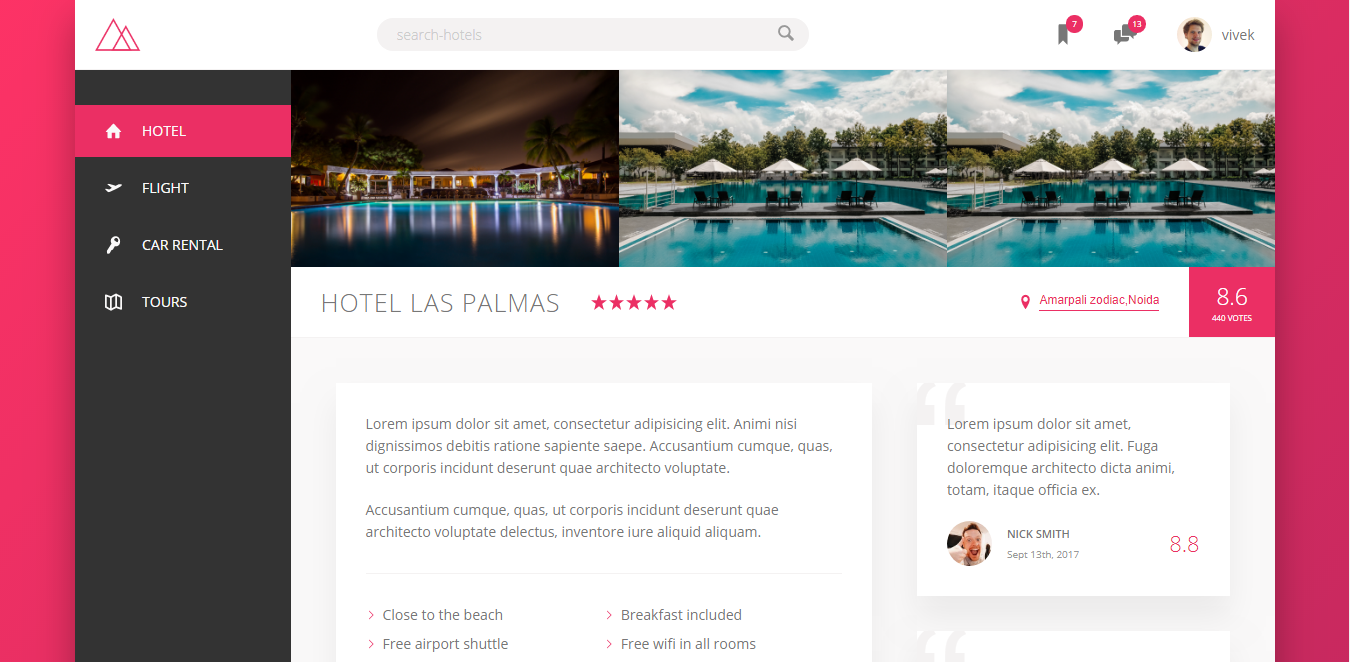 search-hotels
7
13
vivek
HOTEL
FLIGHT
CAR RENTAL
TOURS
HOTEL LAS PALMAS
Amarpali zodiac,Noida
8.6
440 VOTES
Lorem ipsum dolor sit amet, consectetur adipisicing elit. Animi nisi
dignissimos debitis ratione sapiente saepe. Accusantium cumque, quas,
ut corporis incidunt deserunt quae architecto voluptate.
Accusantium cumque, quas, ut corporis incidunt deserunt quae
architecto voluptate delectus, inventore iure aliquid aliquam.
Close to the beach
Breakfast included
Free airport shuttle
Free wifi in all rooms
Lorem ipsum dolor sit amet,
consectetur adipisicing elit. Fuga
doloremque architecto dicta animi,
totam, itaque officia ex.
NICK SMITH
Sept 13th, 2017
8.8